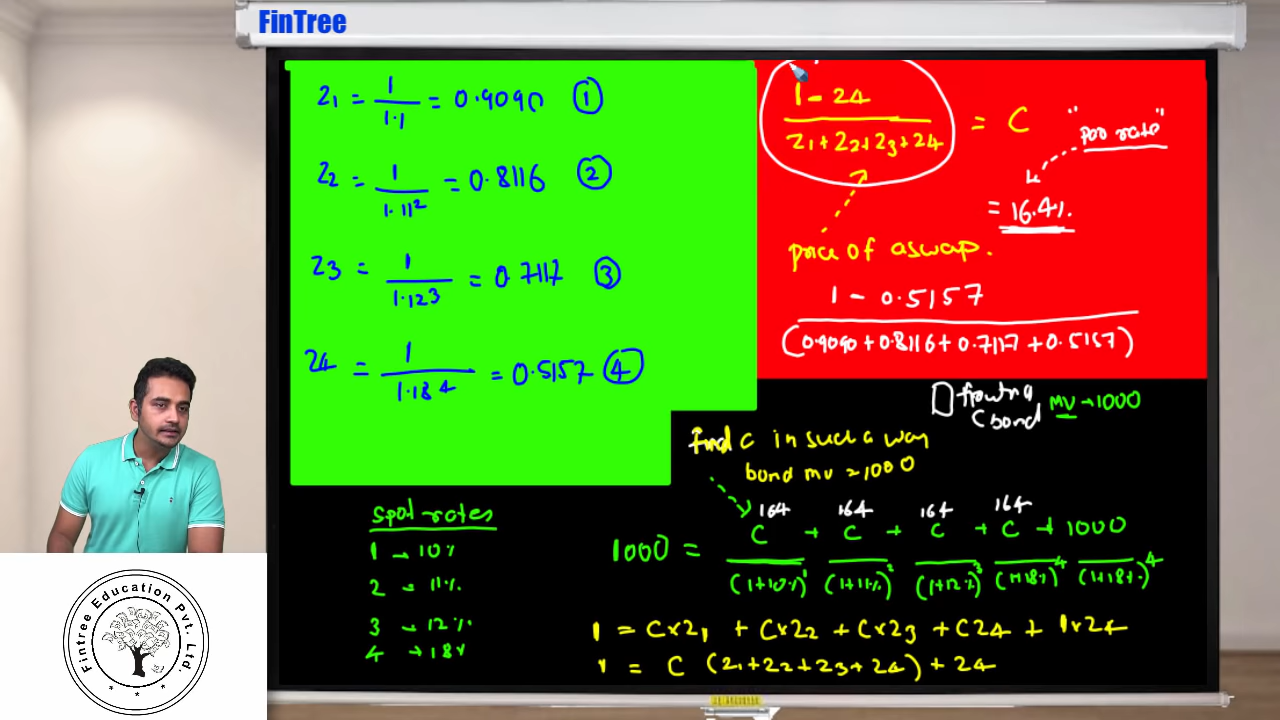 FinTree
Z1 = 1/1.1 = 0.9090 ①
Z2 = 1/1.11² = 0.8116 ②
Z3 = 1/1.12³ = 0.7117 ③
Z4 = 1/1.18⁴ = 0.5157 ④
1 - Z4 / Z1+Z2+Z3+Z4 = C
"par rate"
= 16.4%.
price of a swap.
1 - 0.5157
(0.9090 + 0.8116 + 0.7117 + 0.5157)
C bond MV → 1000
find C in such a way
bond mv = 1000
164 164 164 164
1000 = C/(1+10%)¹ + C/(1+11%)² + C/(1+12%)³ + C/(1+18%)⁴ + 1000/(1+18%)⁴
1 = C×Z1 + C×Z2 + C×Z3 + CZ4 + 1×Z4
1 = C (Z1+Z2+Z3+Z4) + Z4
spot rates
1 → 10%
2 - 11%.
3 → 12%.
4 → 18%
Fintree Education Pvt. Ltd.